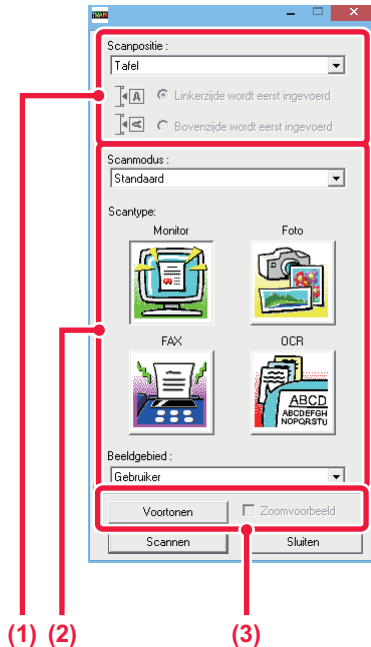 TWAIN
Scanpositie :
Tafel
A
Linkerzijde wordt eerst ingevoerd
A
Bovenzijde wordt eerst ingevoerd
Scanmodus :
Standaard
Scantype:
Monitor
Foto
FAX
OCR
ABCD
ABCDEFGH
NOPQRSTU
Beeldgebied :
Gebruiker
Voortonen
Zoomvoorbeeld
Scannen
Sluiten
(1)
(2)
(3)